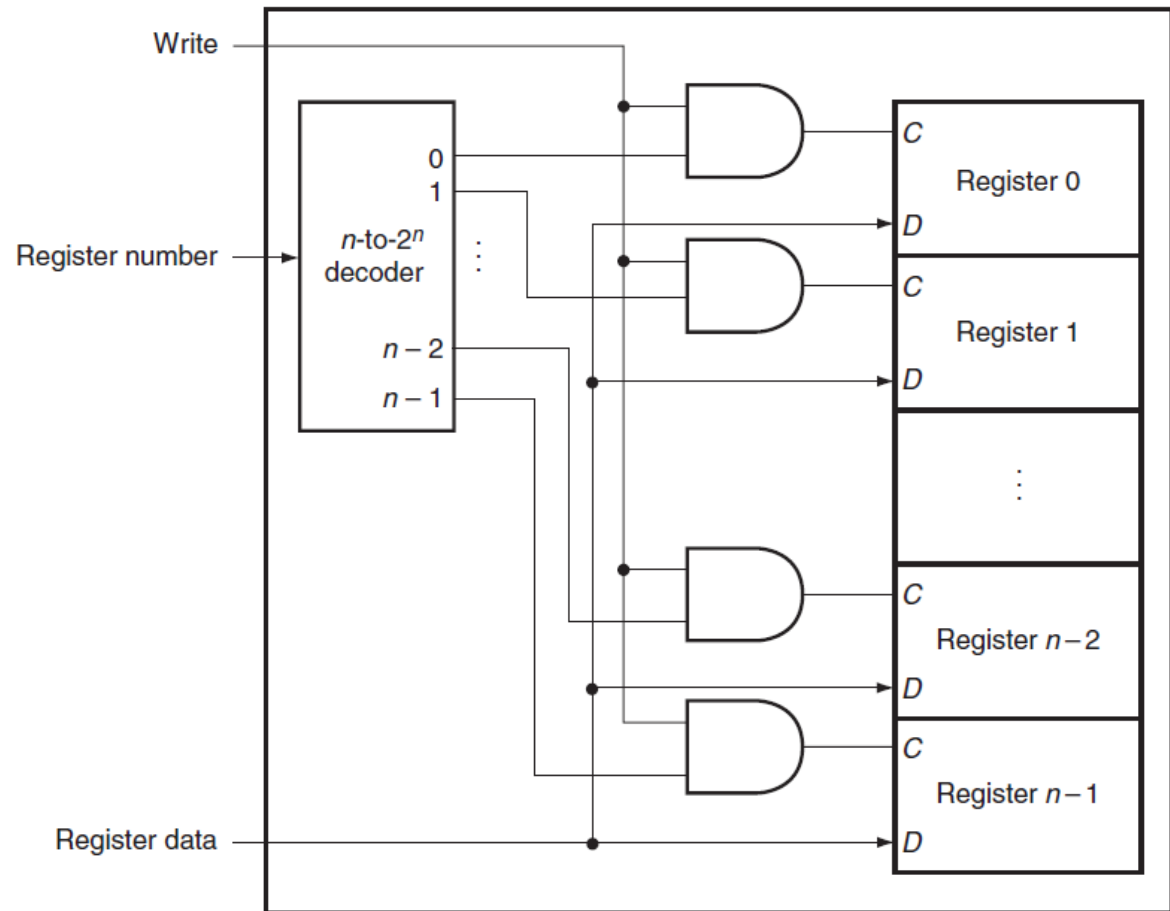 Write
0
1
n-to-2ⁿ
decoder
⋮
Register number
n – 2
n – 1
Register data
C
Register 0
D
C
Register 1
D
⋮
C
Register n – 2
D
C
Register n – 1
D